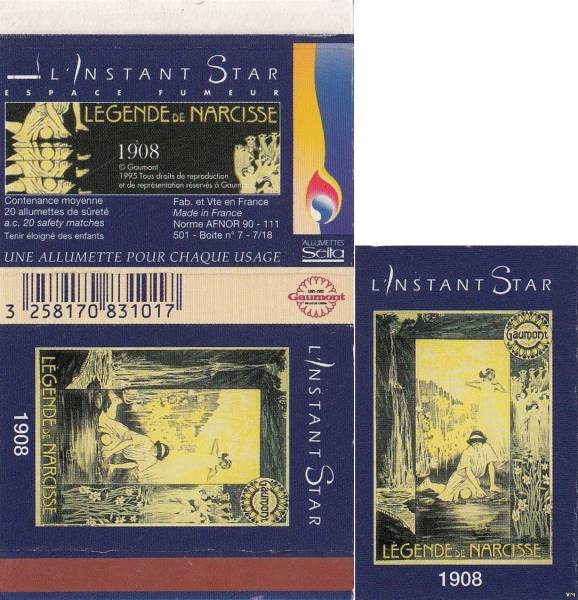 L'INSTANT STAR
ESPACE FUMEUR
LÉGENDE DE NARCISSE
1908
© Gaumont
1995 Tous droits de reproduction
et de représentation réservés à Gaumont
Contenance moyenne
20 allumettes de sûreté
a.c. 20 safety matches
Tenir éloigné des enfants
Fab. et Vte en France
Made in France
Norme AFNOR 90 - 111
501 - Boite n° 7 - 7/18
ALLUMETTES
Seita
UNE ALLUMETTE POUR CHAQUE USAGE
3 258170 831017
Gaumont
L'INSTANT STAR
Gaumont
LÉGENDE DE NARCISSE
1908
L'INSTANT STAR
Gaumont
LÉGENDE DE NARCISSE
1908
VM